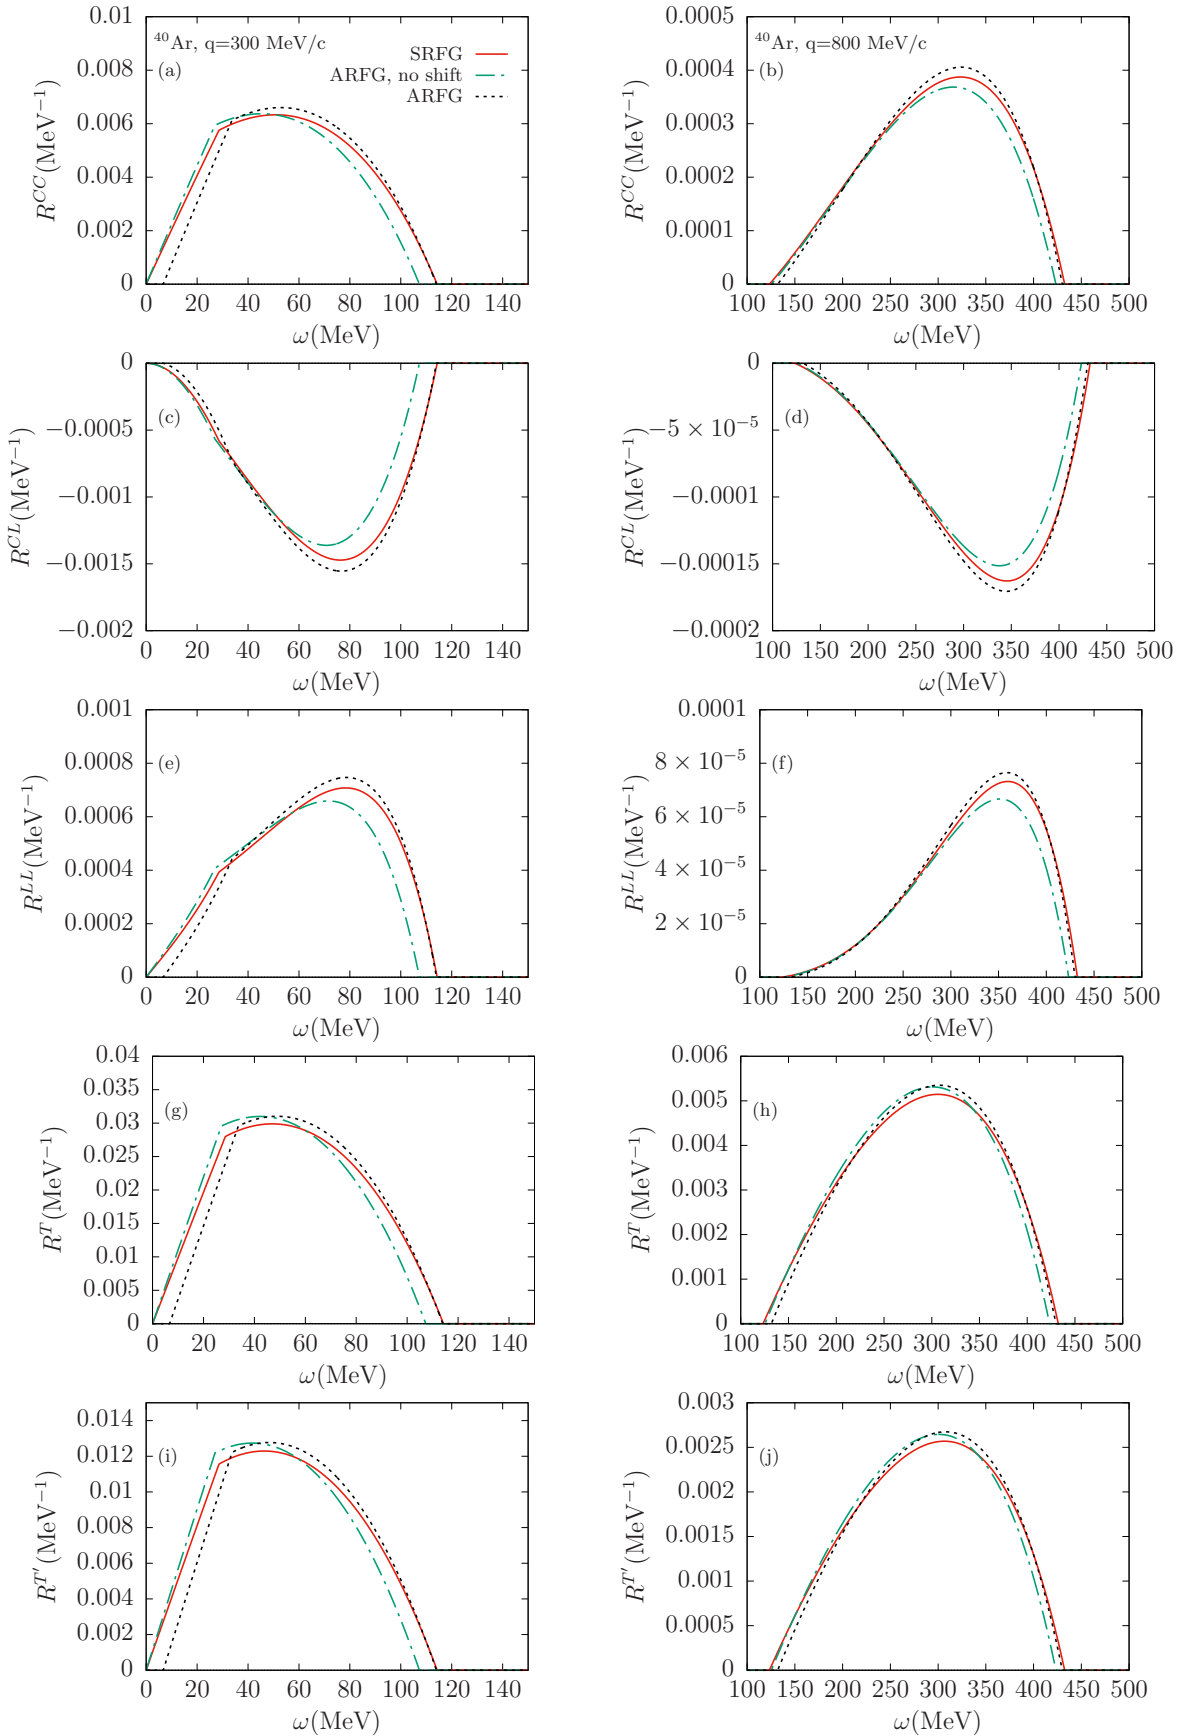 ⁴⁰Ar, q=300 MeV/c
(a)
SRFG
ARFG, no shift
ARFG
R^{CC}(MeV⁻¹)
0.01
0.008
0.006
0.004
0.002
0
0 20 40 60 80 100 120 140
ω(MeV)
⁴⁰Ar, q=800 MeV/c
(b)
R^{CC}(MeV⁻¹)
0.0005
0.0004
0.0003
0.0002
0.0001
0
100 150 200 250 300 350 400 450 500
ω(MeV)
(c)
R^{CL}(MeV⁻¹)
0
−0.0005
−0.001
−0.0015
−0.002
0 20 40 60 80 100 120 140
ω(MeV)
(d)
R^{CL}(MeV⁻¹)
0
−5 × 10⁻⁵
−0.0001
−0.00015
−0.0002
100 150 200 250 300 350 400 450 500
ω(MeV)
(e)
R^{LL}(MeV⁻¹)
0.001
0.0008
0.0006
0.0004
0.0002
0
0 20 40 60 80 100 120 140
ω(MeV)
(f)
R^{LL}(MeV⁻¹)
0.0001
8 × 10⁻⁵
6 × 10⁻⁵
4 × 10⁻⁵
2 × 10⁻⁵
0
100 150 200 250 300 350 400 450 500
ω(MeV)
(g)
R^{T}(MeV⁻¹)
0.04
0.035
0.03
0.025
0.02
0.015
0.01
0.005
0
0 20 40 60 80 100 120 140
ω(MeV)
(h)
R^{T}(MeV⁻¹)
0.006
0.005
0.004
0.003
0.002
0.001
0
100 150 200 250 300 350 400 450 500
ω(MeV)
(i)
R^{T′}(MeV⁻¹)
0.014
0.012
0.01
0.008
0.006
0.004
0.002
0
0 20 40 60 80 100 120 140
ω(MeV)
(j)
R^{T′}(MeV⁻¹)
0.003
0.0025
0.002
0.0015
0.001
0.0005
0
100 150 200 250 300 350 400 450 500
ω(MeV)